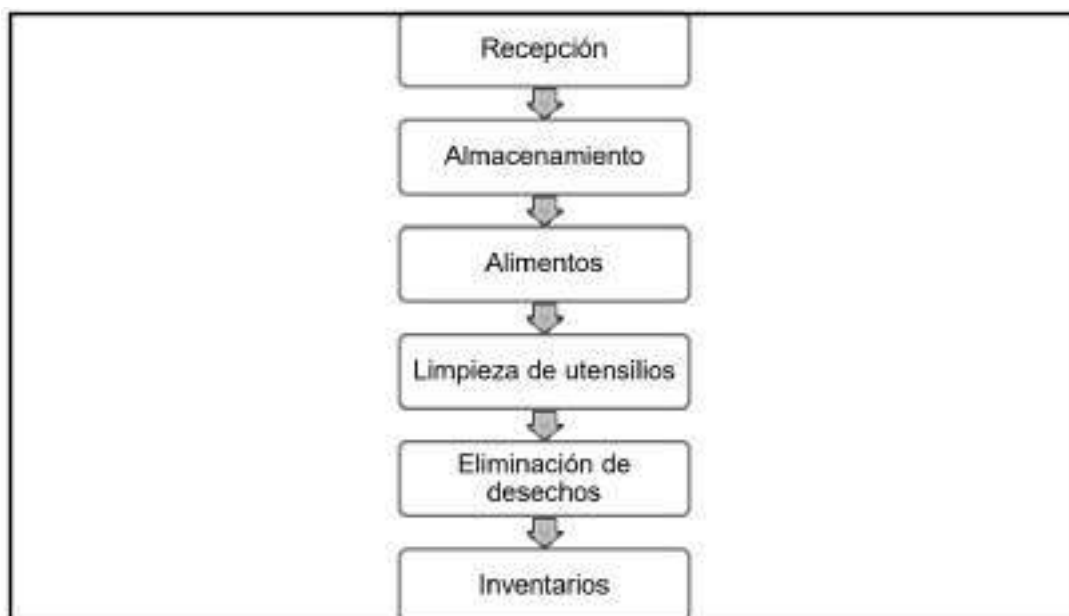 Recepción
Almacenamiento
Alimentos
Limpieza de utensilios
Eliminación de
desechos
Inventarios